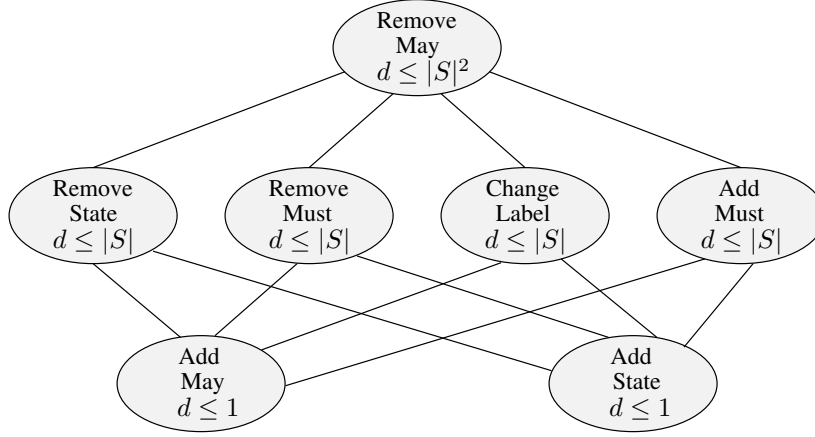 Remove
May
d ≤ |S|²
Remove
State
d ≤ |S|
Remove
Must
d ≤ |S|
Change
Label
d ≤ |S|
Add
Must
d ≤ |S|
Add
May
d ≤ 1
Add
State
d ≤ 1